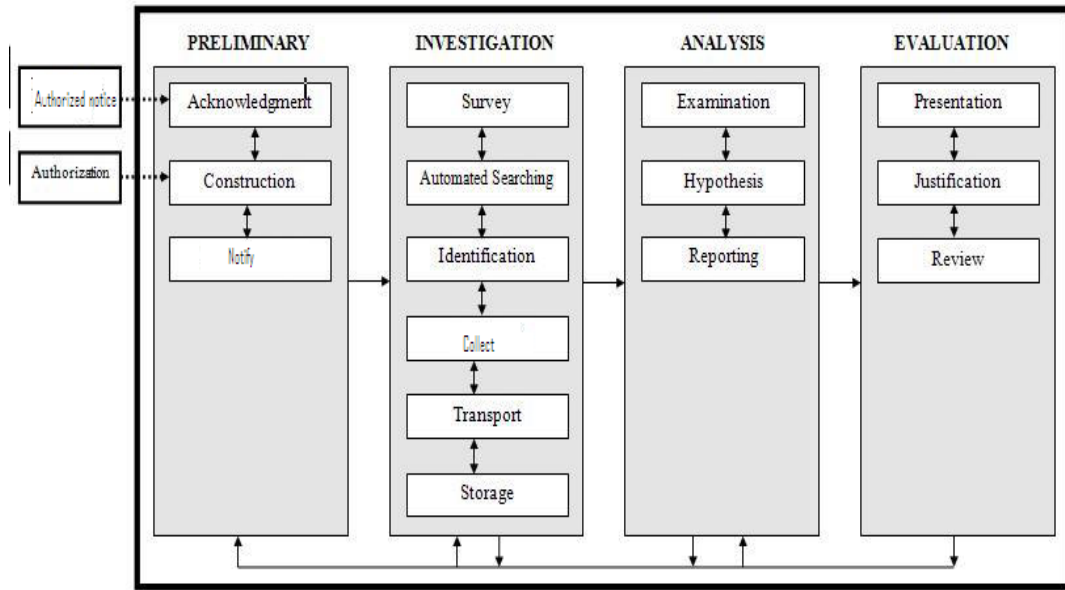 PRELIMINARY
INVESTIGATION
ANALYSIS
EVALUATION
Authorized notice
Authorization
Acknowledgment
Construction
Notify
Survey
Automated Searching
Identification
Collect
Transport
Storage
Examination
Hypothesis
Reporting
Presentation
Justification
Review